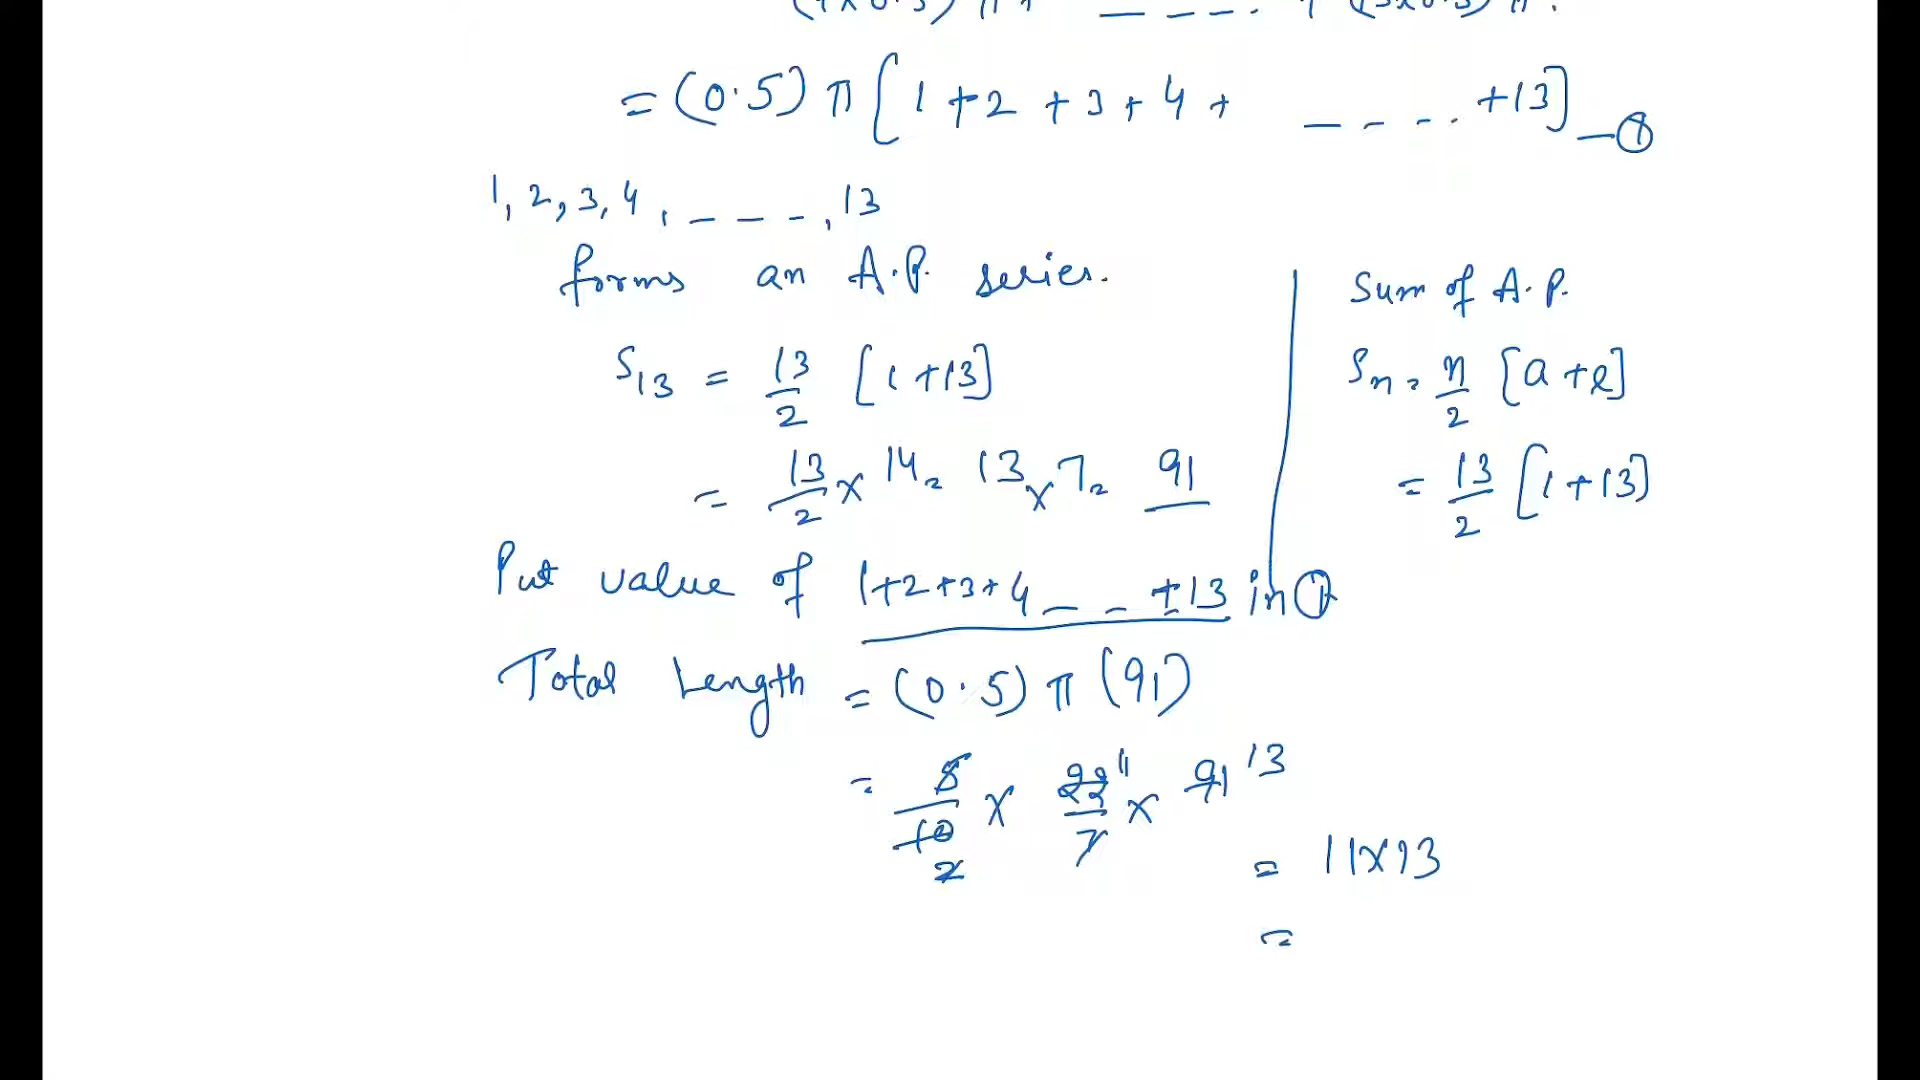 = (0.5) π [ 1 + 2 + 3 + 4 + _ - - - . +13] — ①
1, 2, 3, 4, _ _ _ -, 13
forms an A.P. series.
Sum of A.P.
S13 = 13/2 [1+13]
Sn = n/2 [a+l]
= 13/2 × 14 = 13×7 = 91
= 13/2 [1+13]
Put value of 1+2+3+4 _ _ +13 in ①
Total Length = (0.5) π (91)
= 5/10 2 × 22 11/7 × 91 13
= 11×13
=